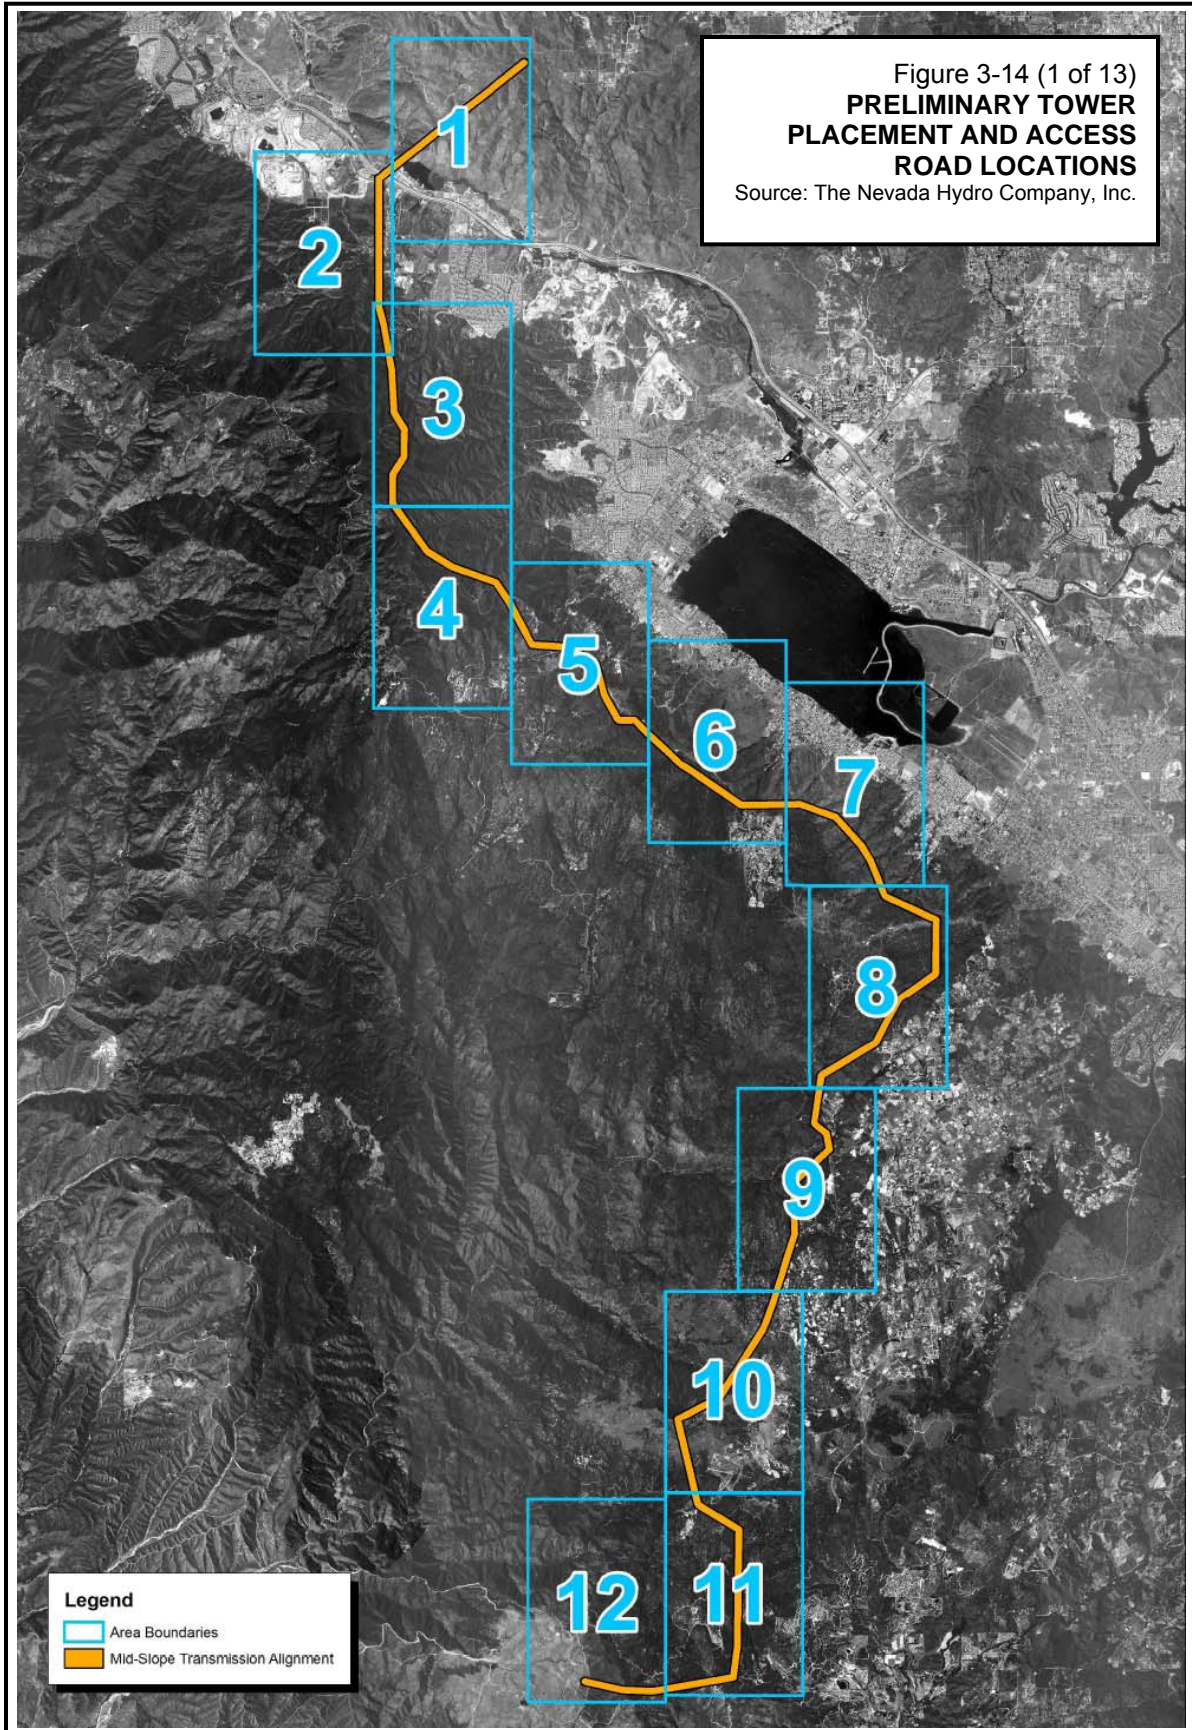 Figure 3-14 (1 of 13)
PRELIMINARY TOWER
PLACEMENT AND ACCESS
ROAD LOCATIONS
Source: The Nevada Hydro Company, Inc.
1
2
3
4
5
6
7
8
9
10
11
12
Legend
Area Boundaries
Mid-Slope Transmission Alignment